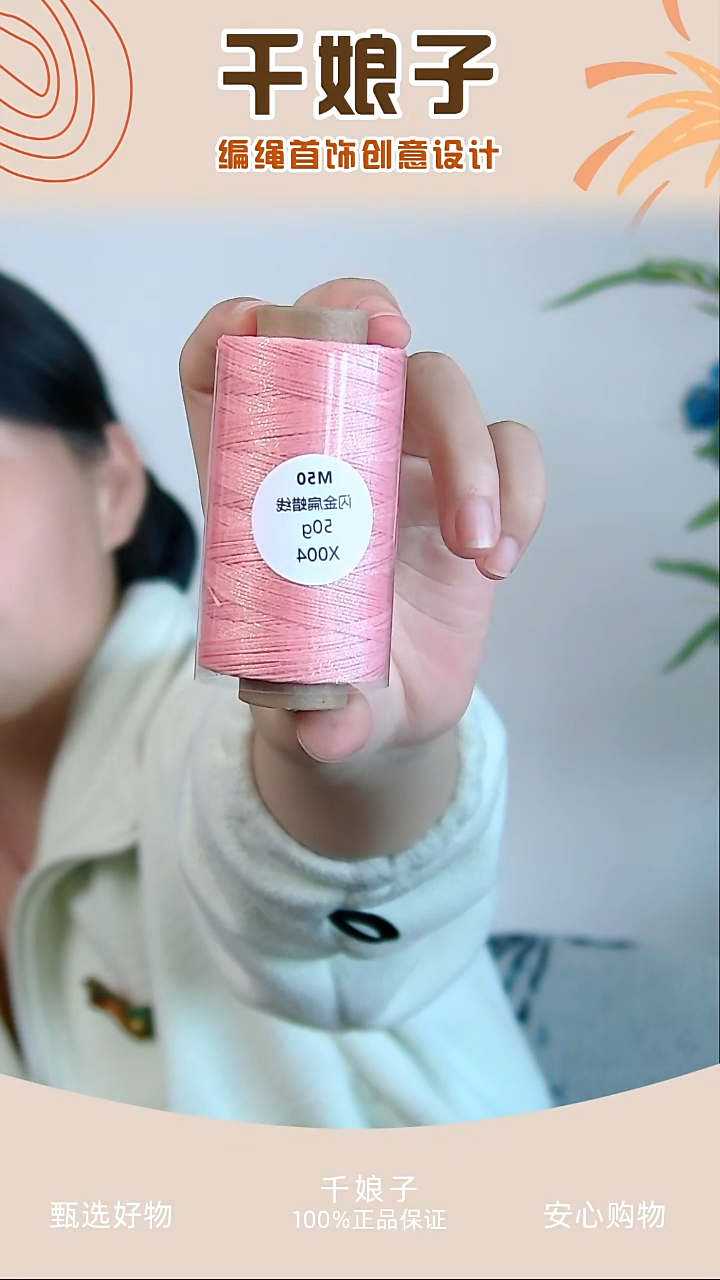 千娘子
编绳首饰创意设计
M50
闪金扁蜡线
50g
X004
千娘子
甄选好物
100%正品保证
安心购物